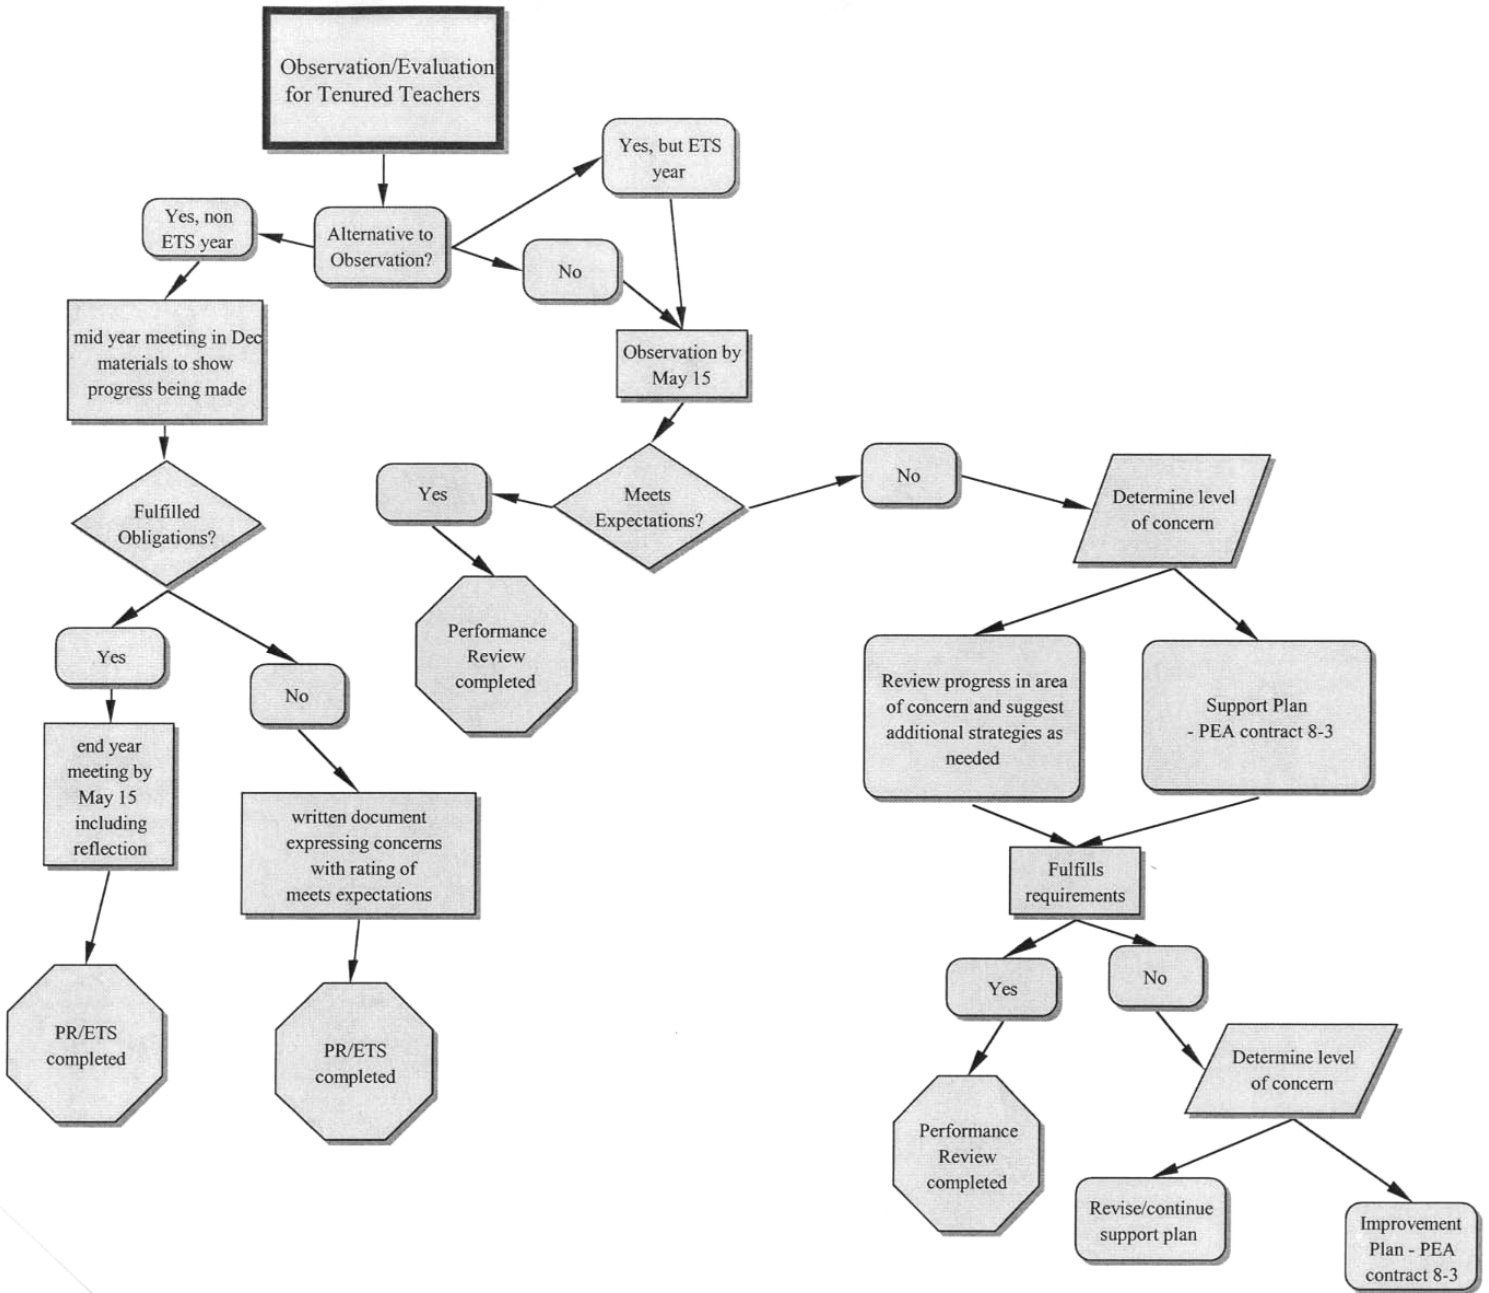 Observation/Evaluation
for Tenured Teachers
Yes, but ETS
year
Yes, non
ETS year
Alternative to
Observation?
No
mid year meeting in Dec
materials to show
progress being made
Observation by
May 15
Fulfilled
Obligations?
Yes
Meets
Expectations?
No
Determine level
of concern
Yes
No
Performance
Review
completed
Review progress in area
of concern and suggest
additional strategies as
needed
Support Plan
- PEA contract 8-3
end year
meeting by
May 15
including
reflection
written document
expressing concerns
with rating of
meets expectations
Fulfills
requirements
Yes
No
PR/ETS
completed
PR/ETS
completed
Determine level
of concern
Performance
Review
completed
Revise/continue
support plan
Improvement
Plan - PEA
contract 8-3